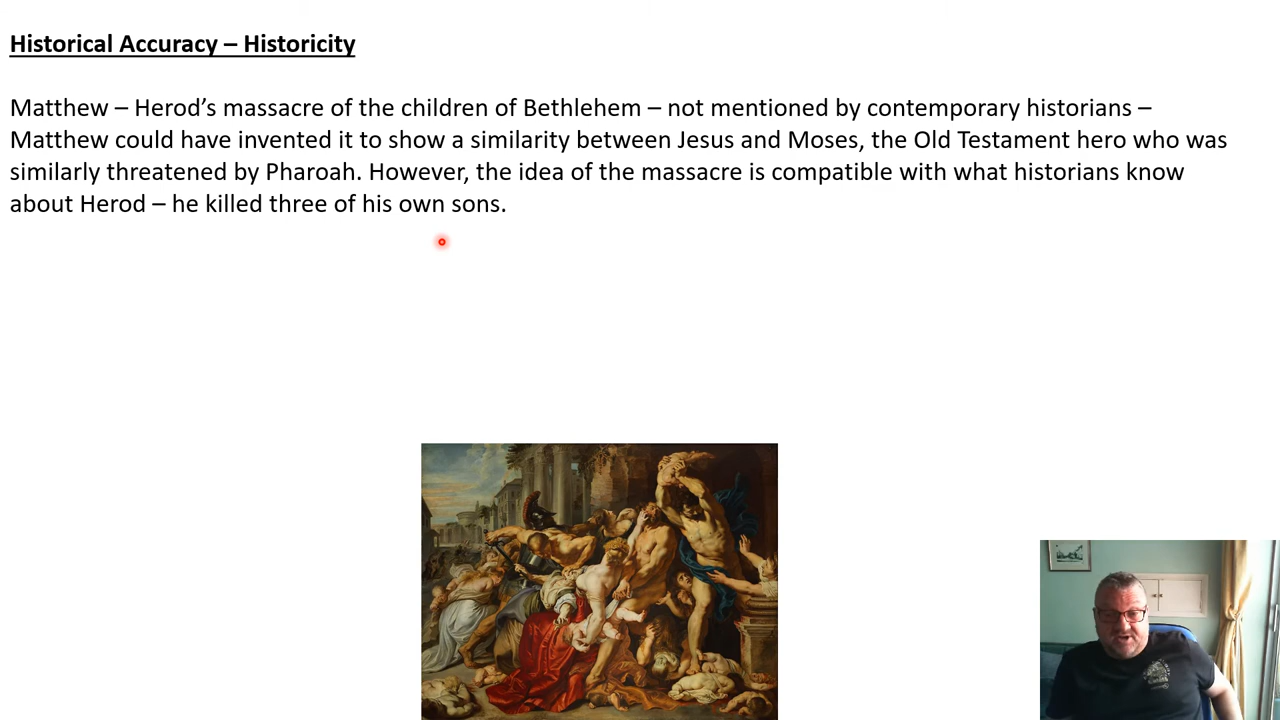 Historical Accuracy – Historicity
Matthew – Herod’s massacre of the children of Bethlehem – not mentioned by contemporary historians –
Matthew could have invented it to show a similarity between Jesus and Moses, the Old Testament hero who was
similarly threatened by Pharoah. However, the idea of the massacre is compatible with what historians know
about Herod – he killed three of his own sons.